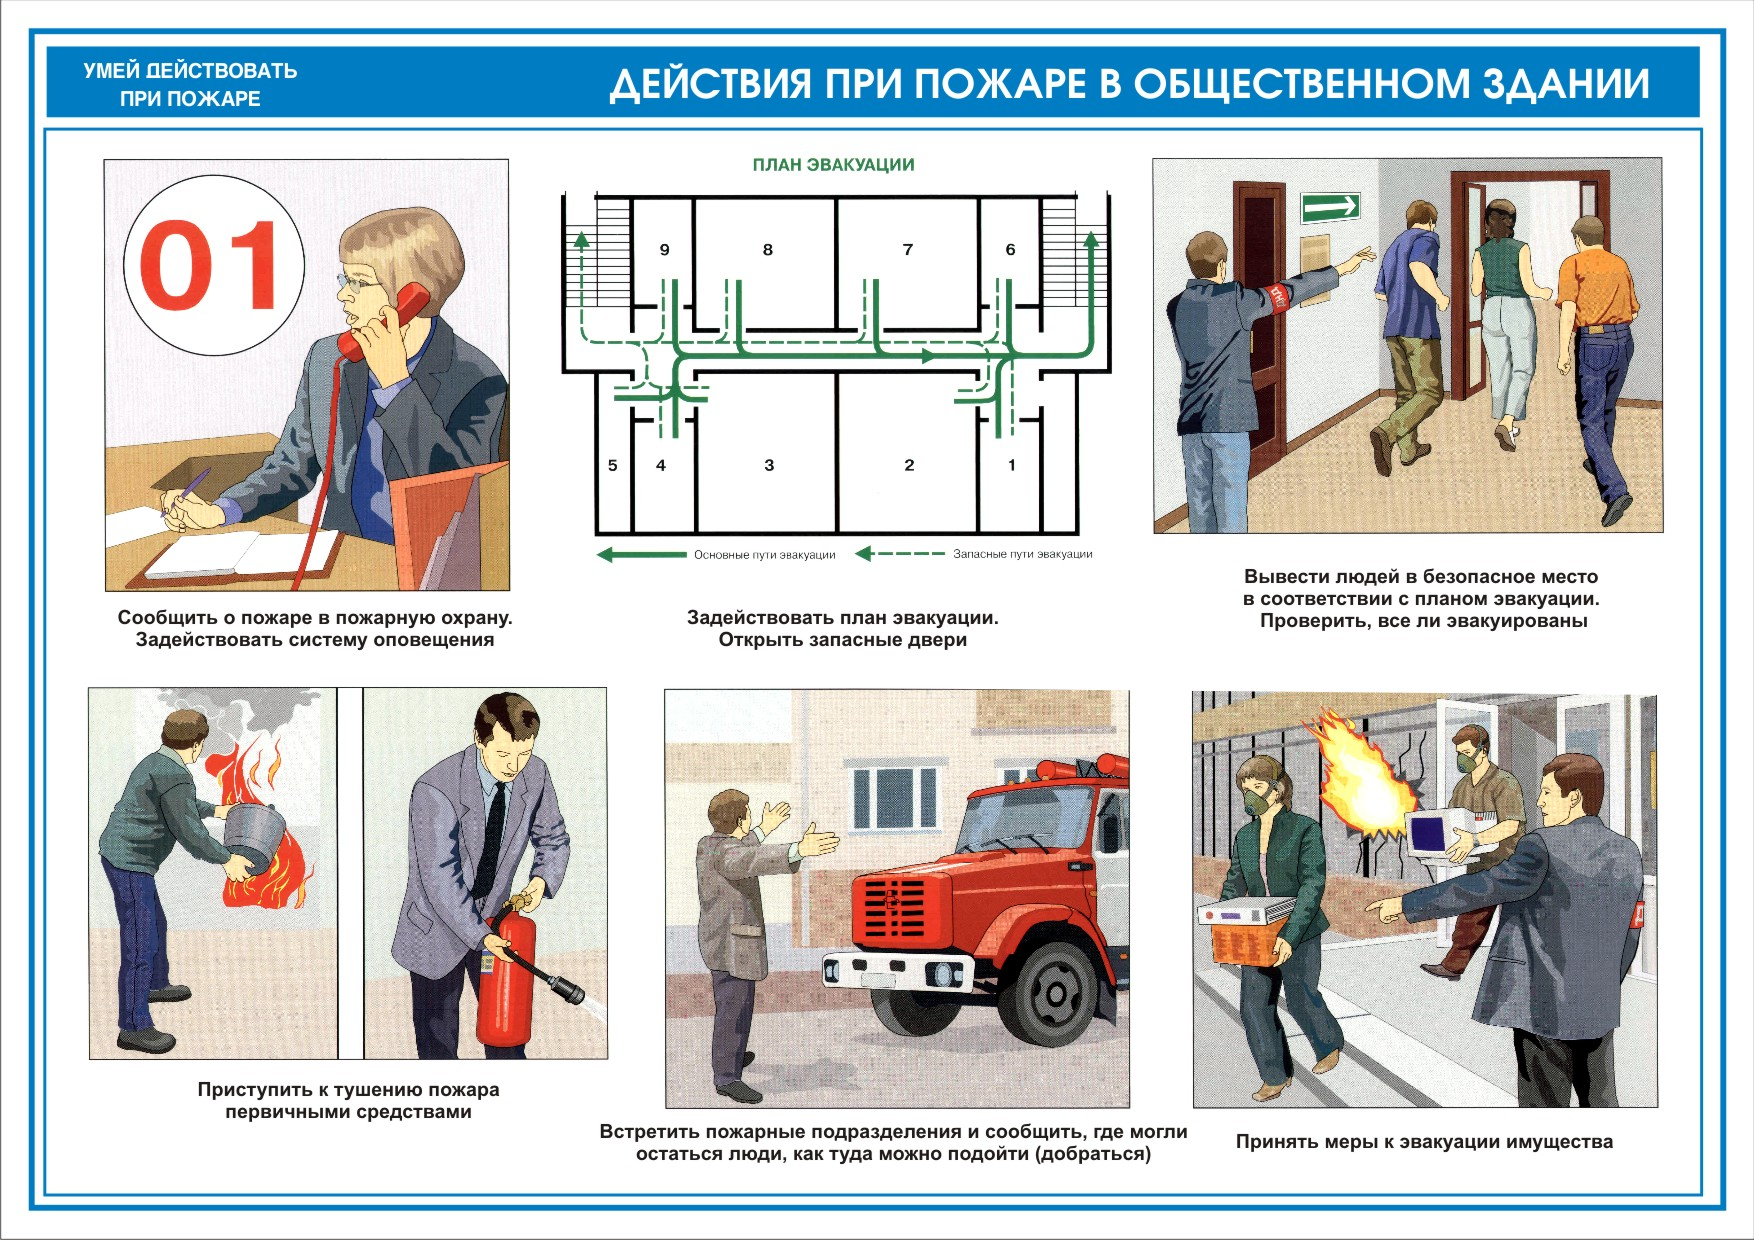 УМЕЙ ДЕЙСТВОВАТЬ
ПРИ ПОЖАРЕ
ДЕЙСТВИЯ ПРИ ПОЖАРЕ В ОБЩЕСТВЕННОМ ЗДАНИИ
01
Сообщить о пожаре в пожарную охрану.
Задействовать систему оповещения
ПЛАН ЭВАКУАЦИИ
9 8 7 6
5 4 3 2 1
Основные пути эвакуации Запасные пути эвакуации
Задействовать план эвакуации.
Открыть запасные двери
ДНД
Вывести людей в безопасное место
в соответствии с планом эвакуации.
Проверить, все ли эвакуированы
Приступить к тушению пожара
первичными средствами
Встретить пожарные подразделения и сообщить, где могли
остаться люди, как туда можно подойти (добраться)
Принять меры к эвакуации имущества